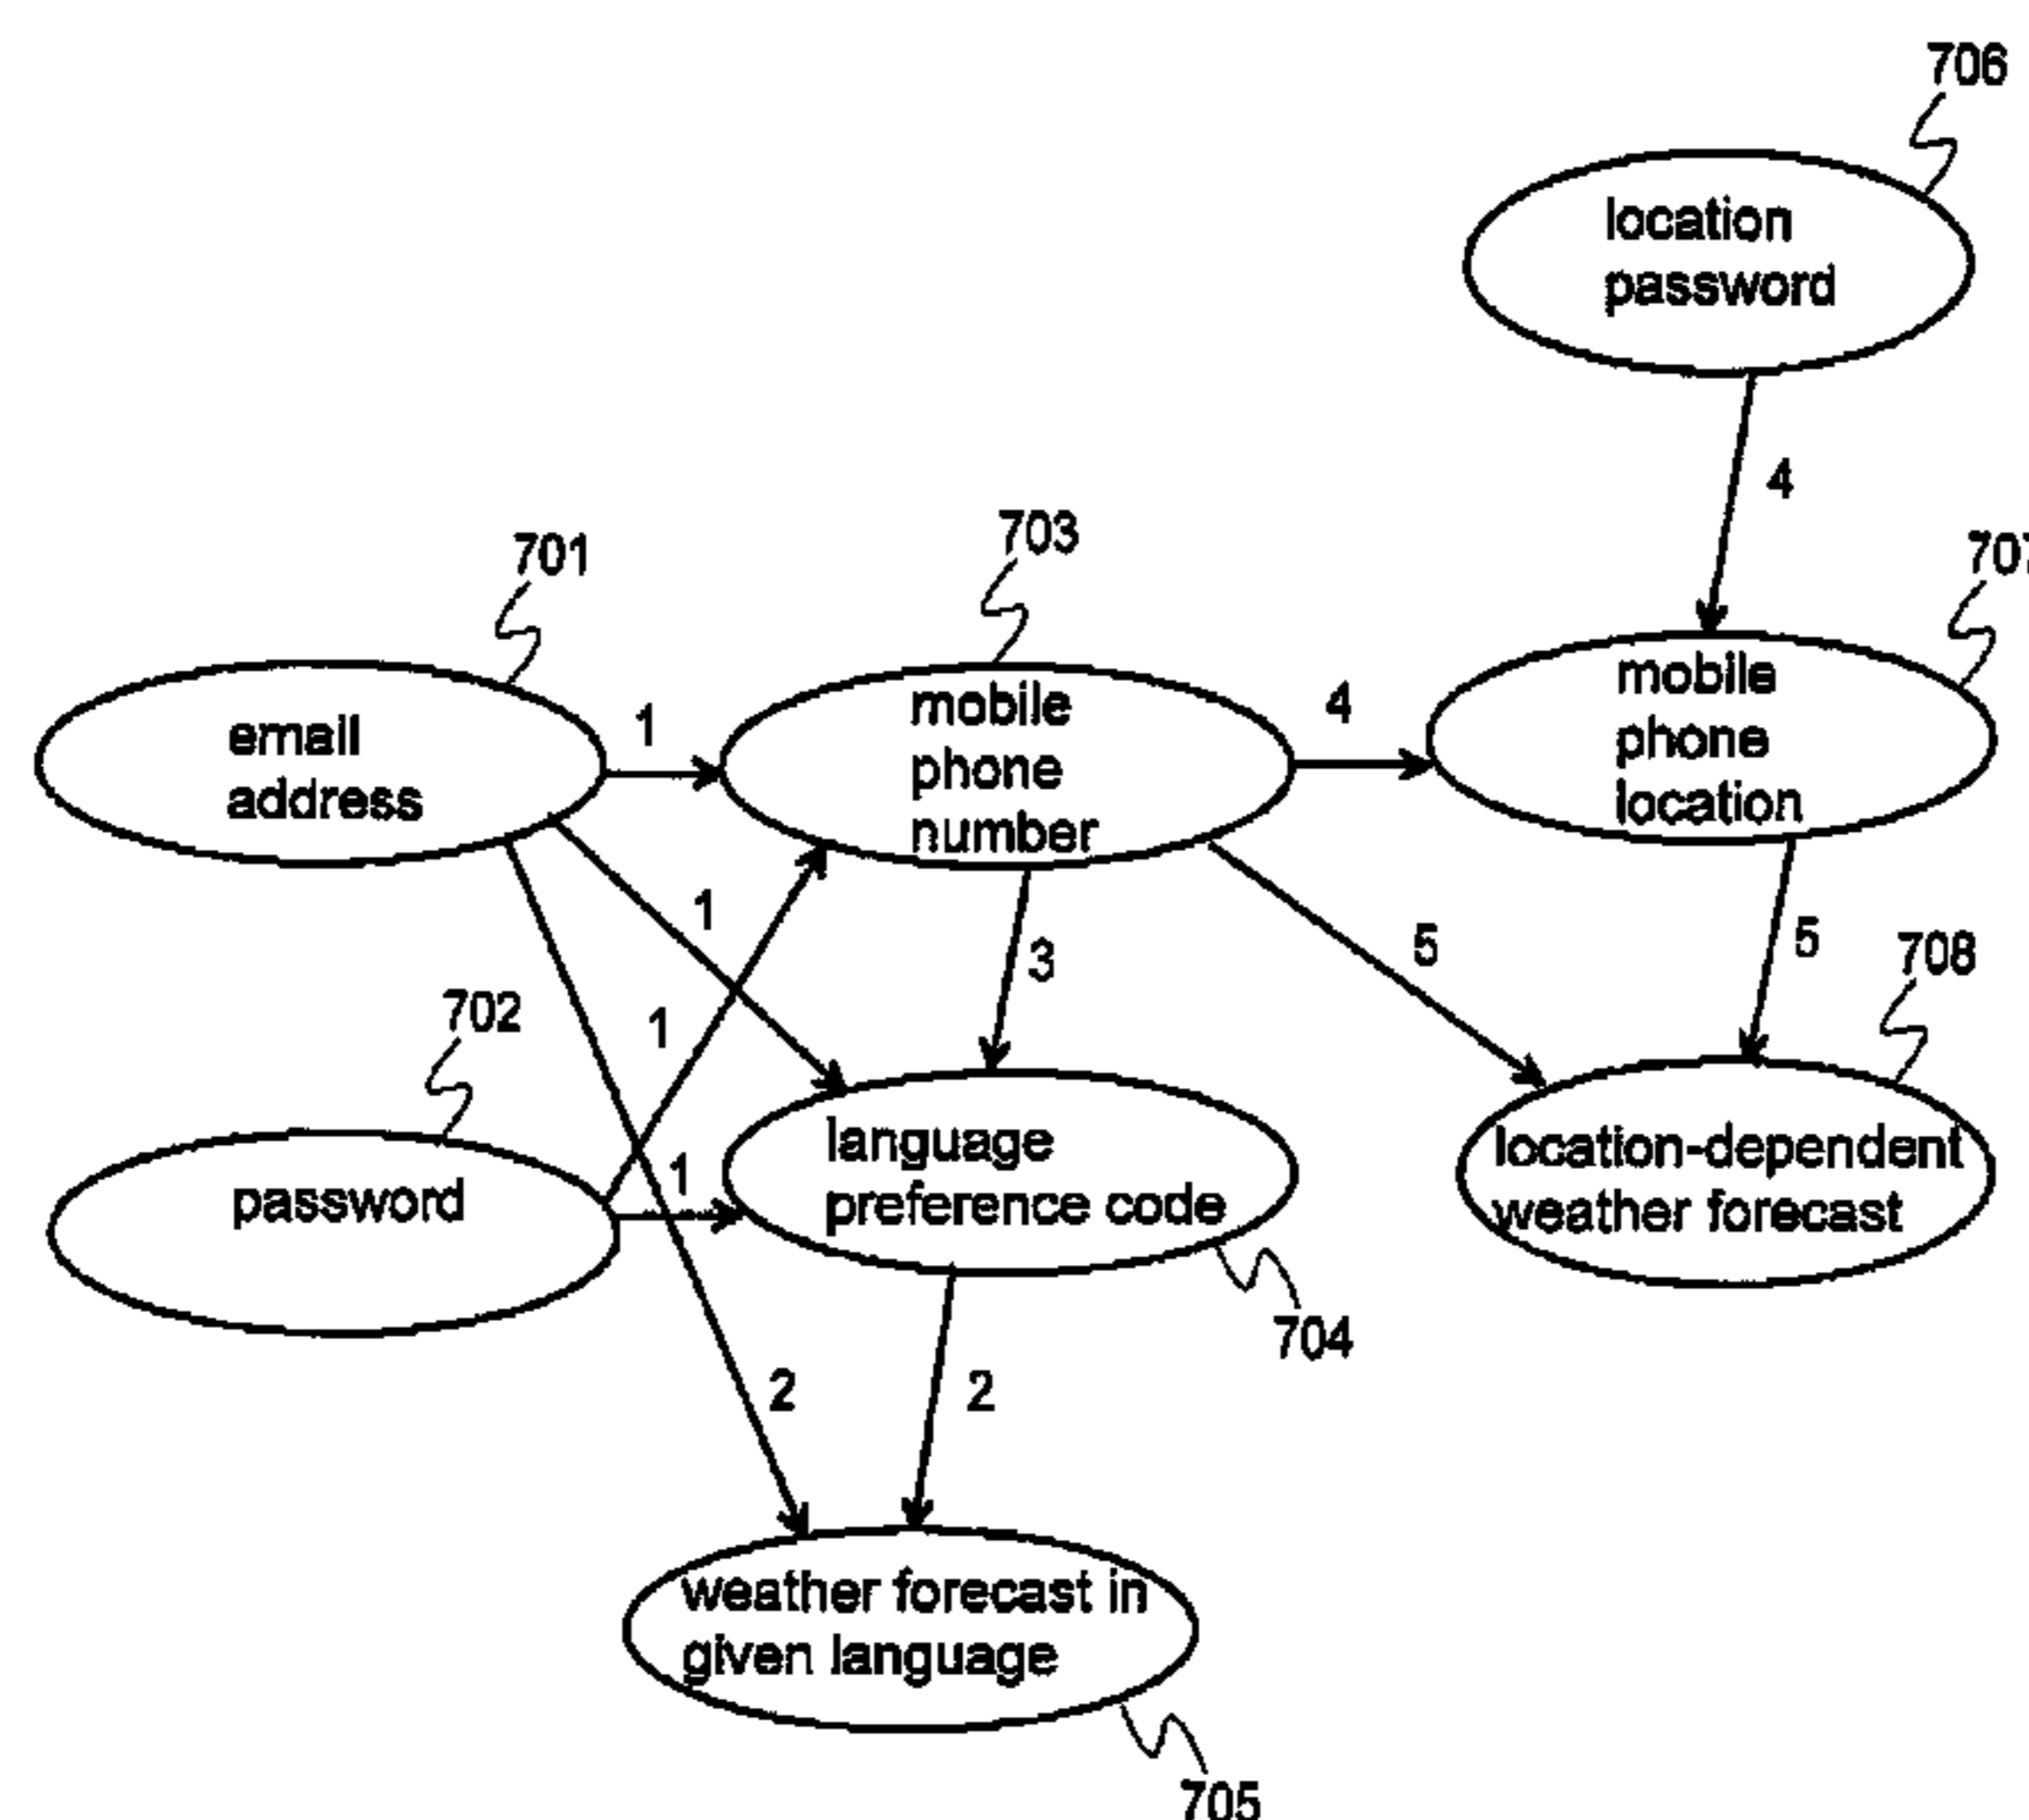 706
location
password
4
701
703
707
email
address
1
mobile
phone
number
4
mobile
phone
location
1
3
5
5
708
702
1
password
1
language
preference code
location-dependent
weather forecast
704
2
2
weather forecast in
given language
705